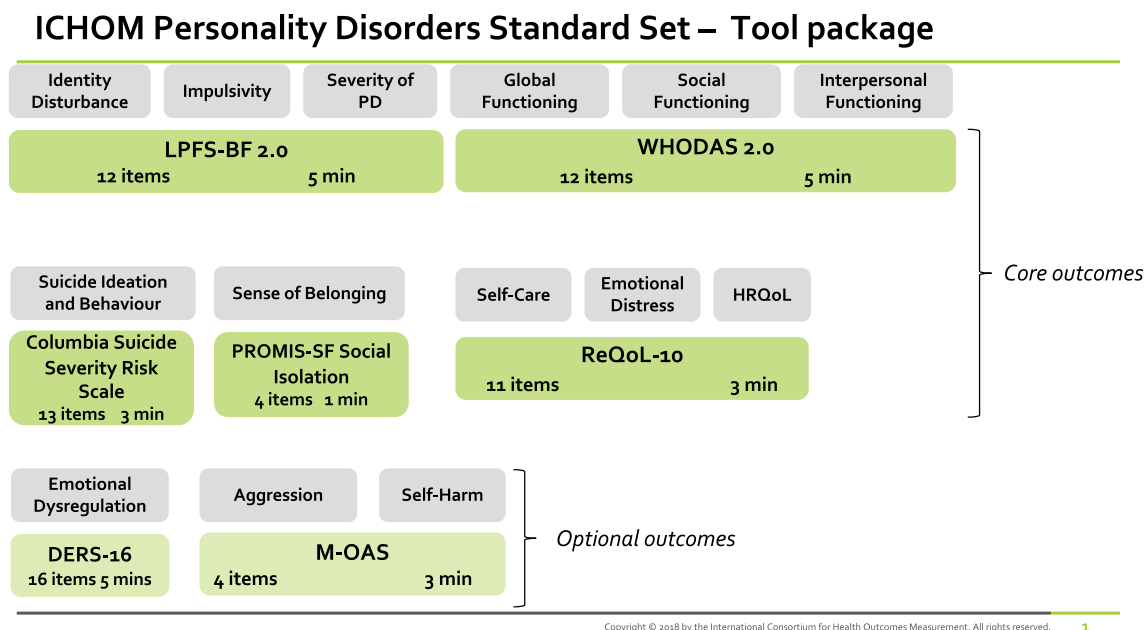 ICHOM Personality Disorders Standard Set – Tool package
Identity
Disturbance
Impulsivity
Severity of
PD
Global
Functioning
Social
Functioning
Interpersonal
Functioning
LPFS-BF 2.0
12 items 5 min
WHODAS 2.0
12 items 5 min
Core outcomes
Suicide Ideation
and Behaviour
Sense of Belonging
Self-Care
Emotional
Distress
HRQoL
Columbia Suicide
Severity Risk
Scale
13 items 3 min
PROMIS-SF Social
Isolation
4 items 1 min
ReQoL-10
11 items 3 min
Emotional
Dysregulation
Aggression
Self-Harm
DERS-16
16 items 5 mins
M-OAS
4 items 3 min
Optional outcomes
Copyright © 2018 by the International Consortium for Health Outcomes Measurement. All rights reserved. 1